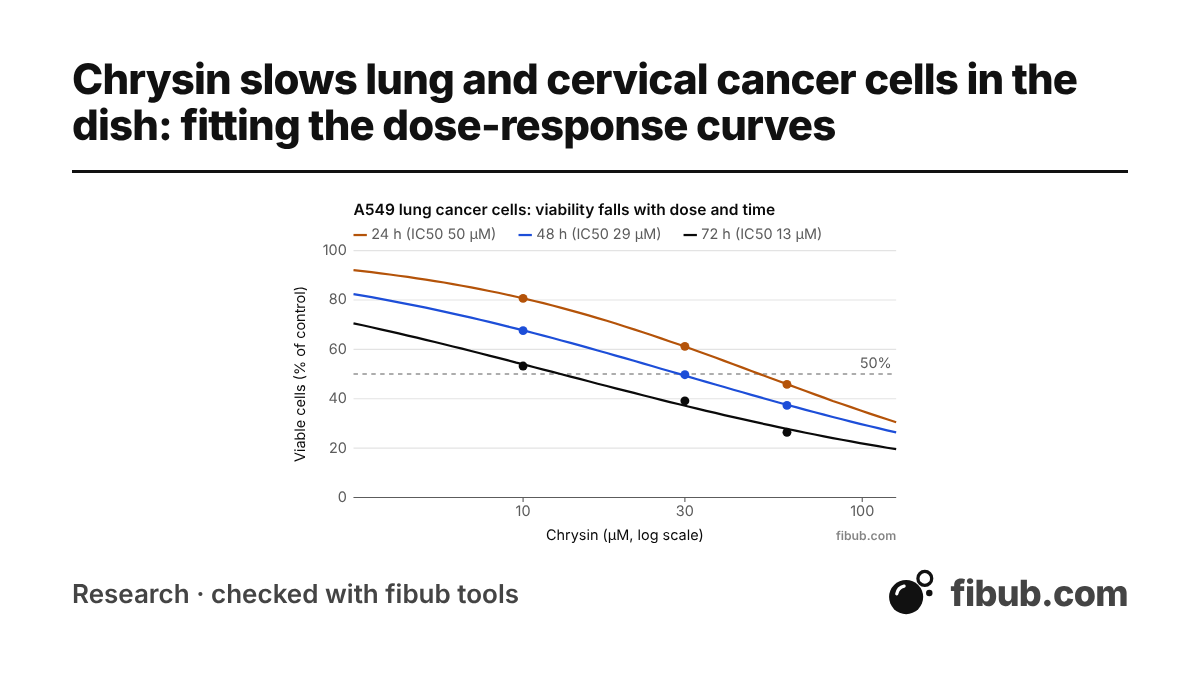 Chrysin slows lung and cervical cancer cells in the
dish: fitting the dose-response curves
A549 lung cancer cells: viability falls with dose and time
24 h (IC50 50 µM) 48 h (IC50 29 µM) 72 h (IC50 13 µM)
Viable cells (% of control)
100
80
60
50%
40
20
0
10 30 100
Chrysin (µM, log scale)
fibub.com
Research · checked with fibub tools
fibub.com